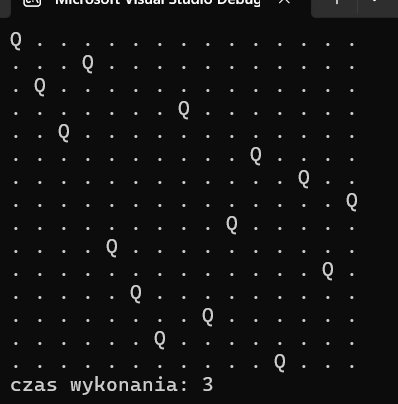 Microsoft Visual Studio Debug
Q . . . . . . . . . . . . . .
. . . Q . . . . . . . . . . .
. Q . . . . . . . . . . . . .
. . . . . . . Q . . . . . . .
. . Q . . . . . . . . . . . .
. . . . . . . . . . Q . . . .
. . . . . . . . . . . . Q . .
. . . . . . . . . . . . . . Q
. . . . . . . . . Q . . . . .
. . . . Q . . . . . . . . . .
. . . . . . . . . . . . . Q .
. . . . . Q . . . . . . . . .
. . . . . . . . Q . . . . . .
. . . . . . Q . . . . . . . .
. . . . . . . . . . . Q . . .
czas wykonania: 3